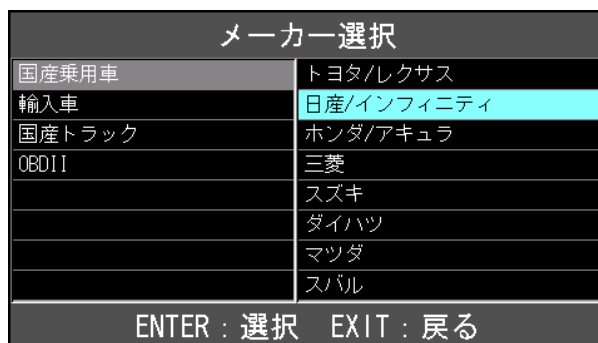 メーカー選択
国産乗用車
輸入車
国産トラック
OBDII
トヨタ/レクサス
日産/インフィニティ
ホンダ/アキュラ
三菱
スズキ
ダイハツ
マツダ
スバル
ENTER：選択　EXIT：戻る